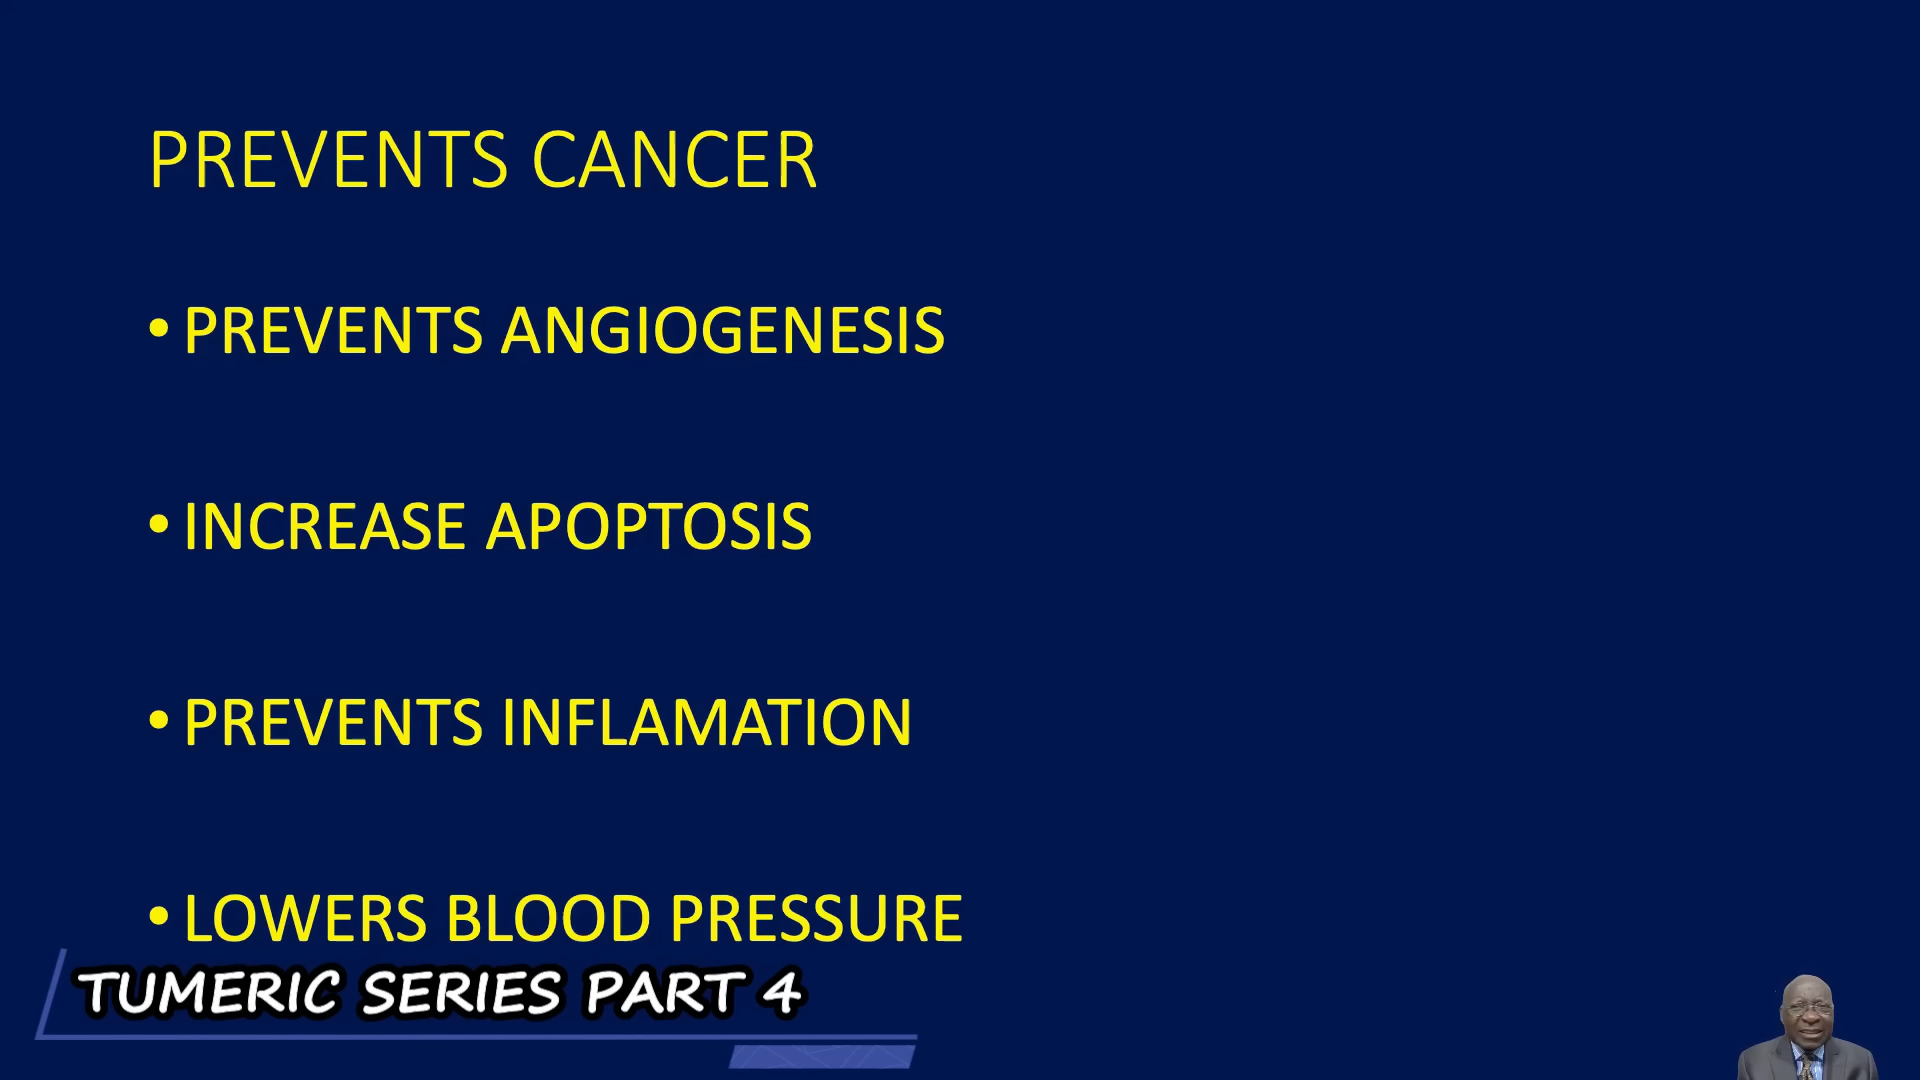 PREVENTS CANCER
• PREVENTS ANGIOGENESIS
• INCREASE APOPTOSIS
• PREVENTS INFLAMATION
• LOWERS BLOOD PRESSURE
TUMERIC SERIES PART 4